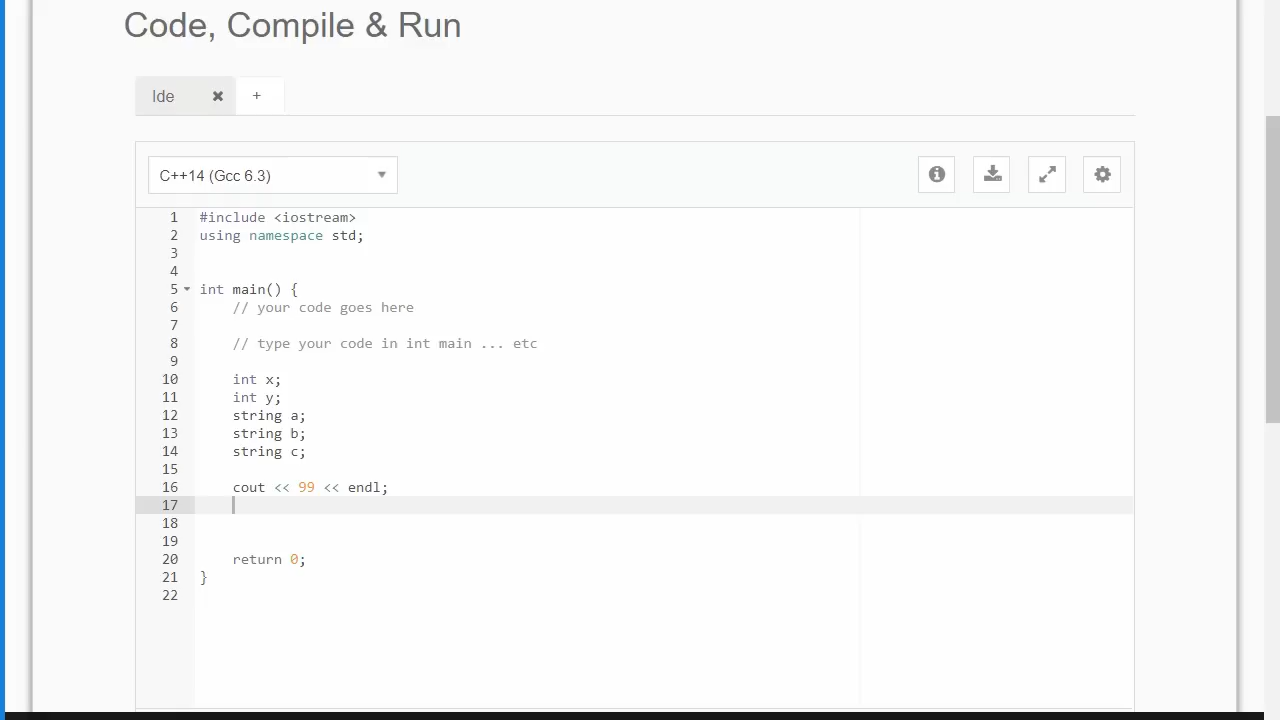 Code, Compile & Run
Ide ✖ +
C++14 (Gcc 6.3)
1 #include <iostream>
2 using namespace std;
3
4
5 int main() {
6 // your code goes here
7
8 // type your code in int main ... etc
9
10 int x;
11 int y;
12 string a;
13 string b;
14 string c;
15
16 cout << 99 << endl;
17
18
19
20 return 0;
21 }
22